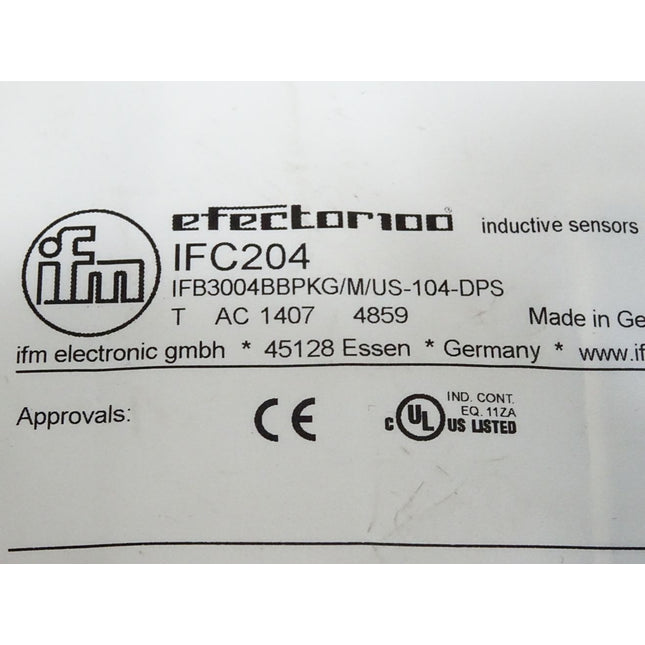 ifm
efector100® inductive sensors
IFC204
IFB3004BBPKG/M/US-104-DPS
T AC 1407 4859 Made in Ge
ifm electronic gmbh * 45128 Essen * Germany * www.if
Approvals: CE c UL US LISTED
IND. CONT.
EQ. 11ZA